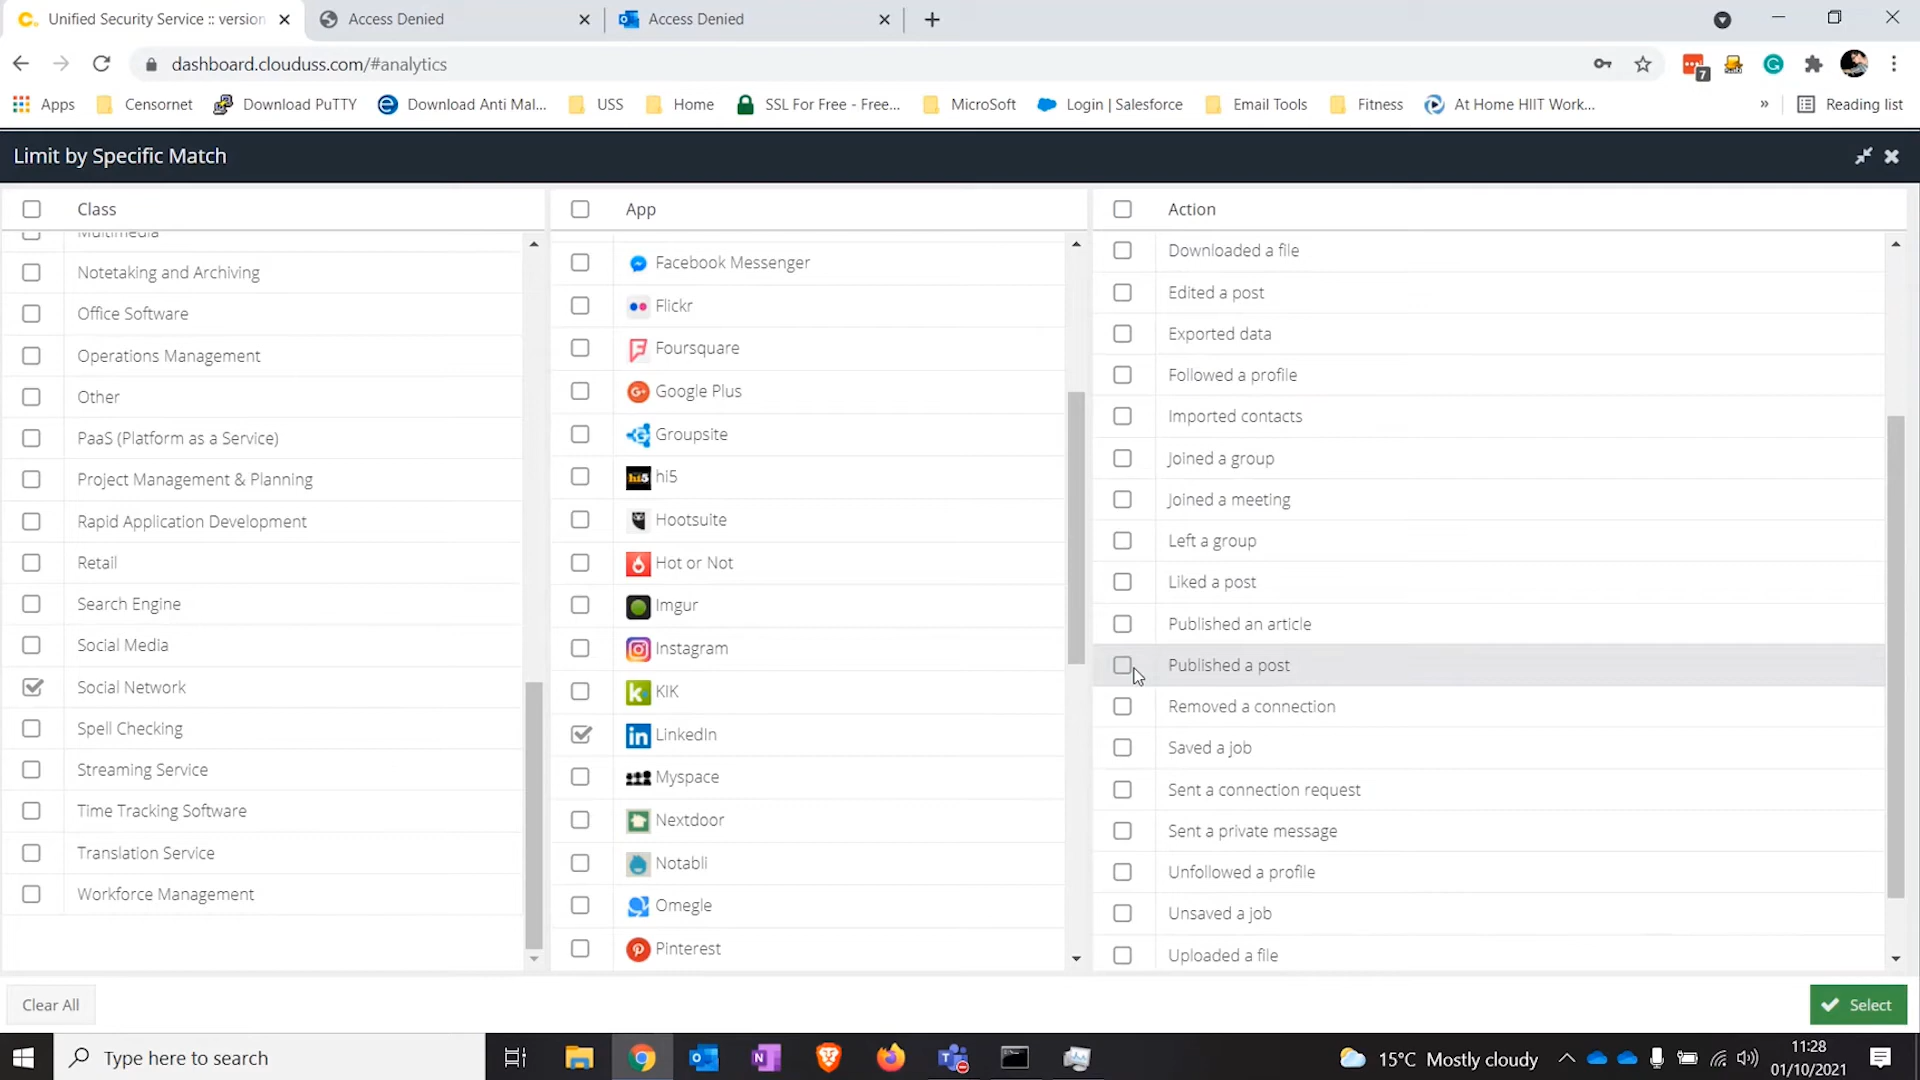 Unified Security Service :: version
Access Denied
Access Denied
dashboard.clouduss.com/#analytics
7
Apps
Censornet
Download PuTTY
Download Anti Mal...
USS
Home
SSL For Free - Free...
MicroSoft
Login | Salesforce
Email Tools
Fitness
At Home HIIT Work...
»
Reading list
Limit by Specific Match
Class
App
Action
Multimedia
Notetaking and Archiving
Office Software
Operations Management
Other
PaaS (Platform as a Service)
Project Management & Planning
Rapid Application Development
Retail
Search Engine
Social Media
Social Network
Spell Checking
Streaming Service
Time Tracking Software
Translation Service
Workforce Management
Facebook Messenger
Flickr
Foursquare
Google Plus
Groupsite
hi5
Hootsuite
Hot or Not
Imgur
Instagram
KIK
LinkedIn
Myspace
Nextdoor
Notabli
Omegle
Pinterest
Downloaded a file
Edited a post
Exported data
Followed a profile
Imported contacts
Joined a group
Joined a meeting
Left a group
Liked a post
Published an article
Published a post
Removed a connection
Saved a job
Sent a connection request
Sent a private message
Unfollowed a profile
Unsaved a job
Uploaded a file
Clear All
Select
Type here to search
15°C Mostly cloudy
11:28
01/10/2021